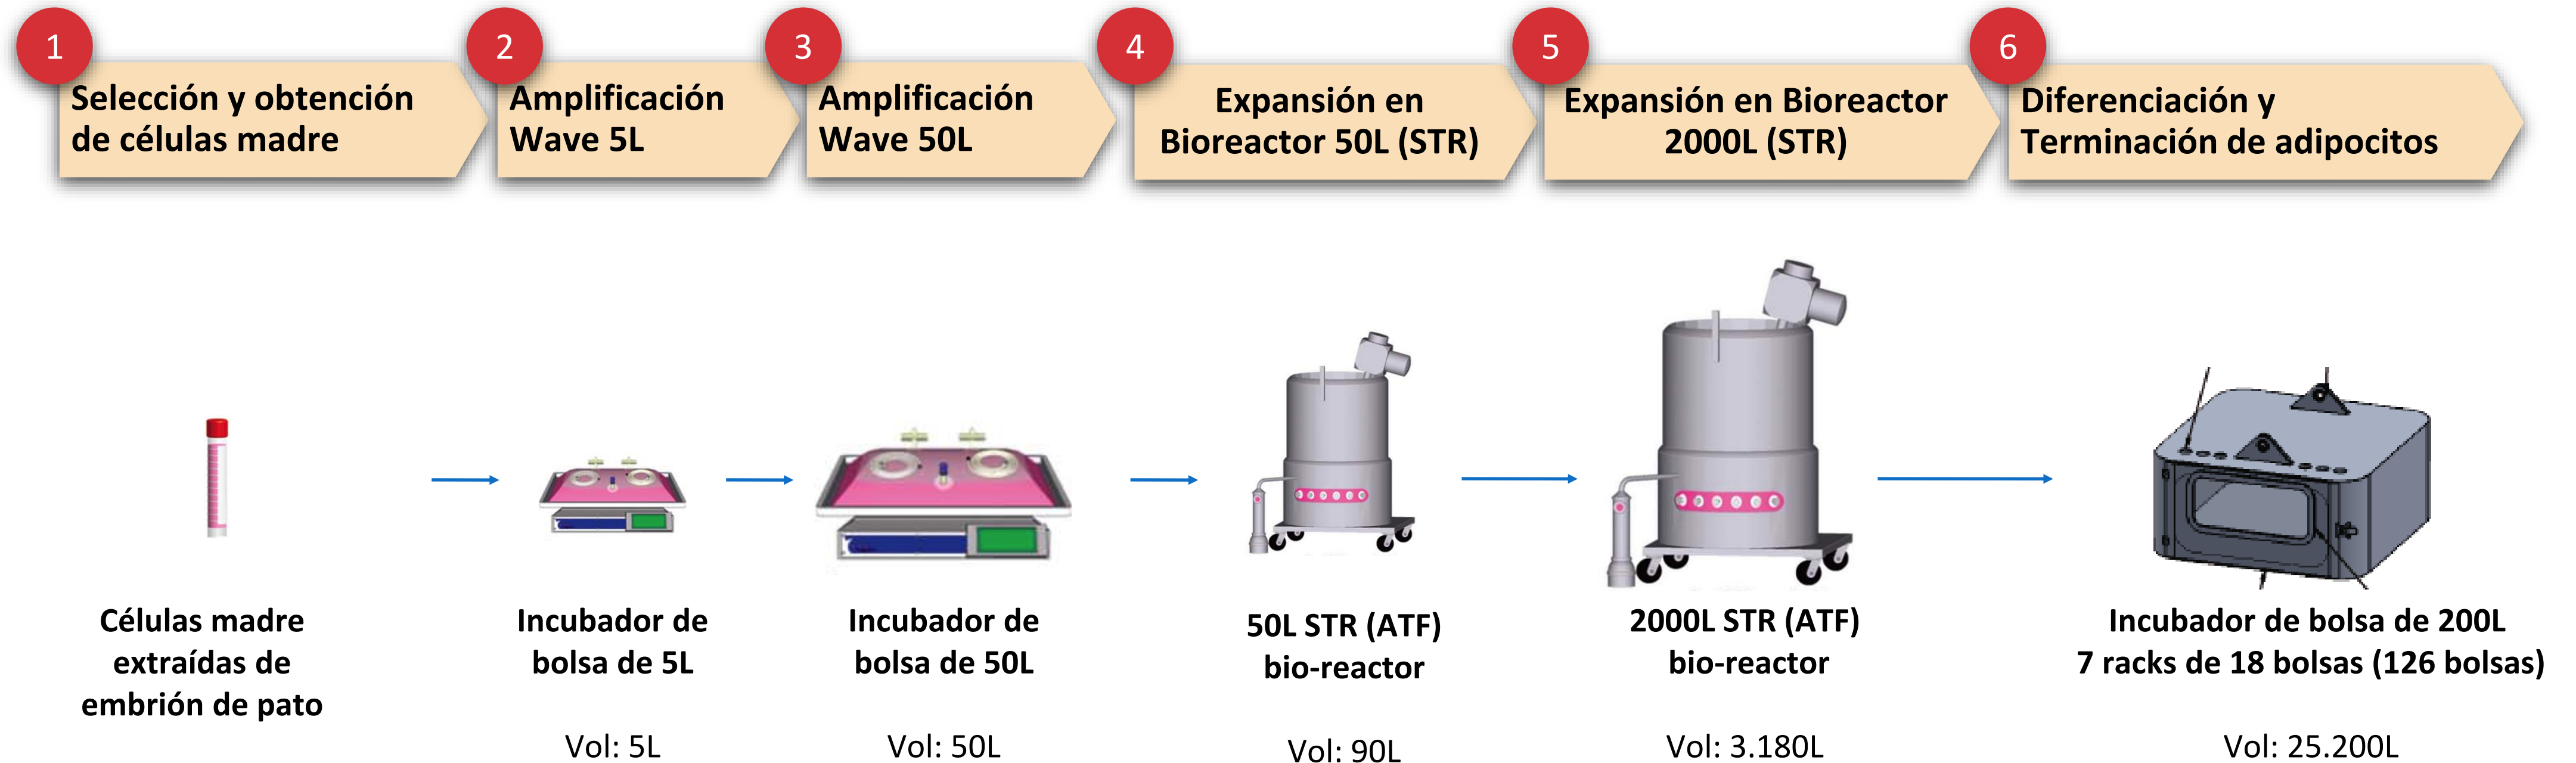 1
Selección y obtención
de células madre
2
Amplificación
Wave 5L
3
Amplificación
Wave 50L
4
Expansión en
Bioreactor 50L (STR)
5
Expansión en Bioreactor
2000L (STR)
6
Diferenciación y
Terminación de adipocitos
Células madre
extraídas de
embrión de pato
Incubador de
bolsa de 5L
Vol: 5L
Incubador de
bolsa de 50L
Vol: 50L
50L STR (ATF)
bio-reactor
Vol: 90L
2000L STR (ATF)
bio-reactor
Vol: 3.180L
Incubador de bolsa de 200L
7 racks de 18 bolsas (126 bolsas)
Vol: 25.200L